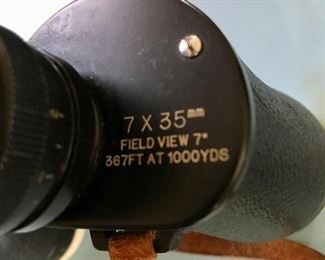 7 X 35mm
FIELD VIEW 7°
367FT AT 1000YDS